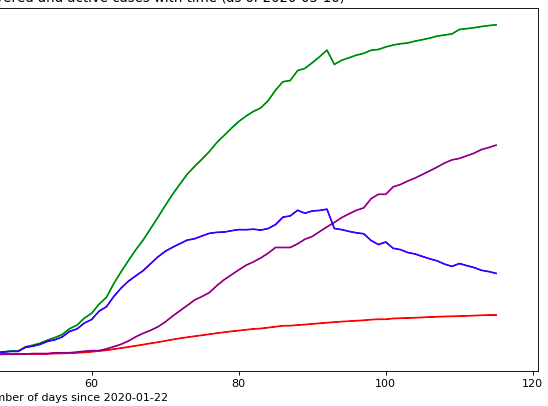 ered and active cases with time (as of 2020-05-16)
60
80
100
120
mber of days since 2020-01-22